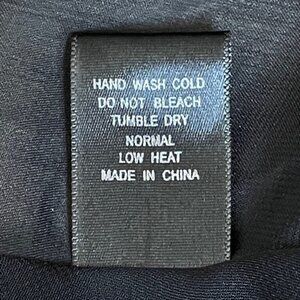 HAND WASH COLD
DO NOT BLEACH
TUMBLE DRY
NORMAL
LOW HEAT
MADE IN CHINA